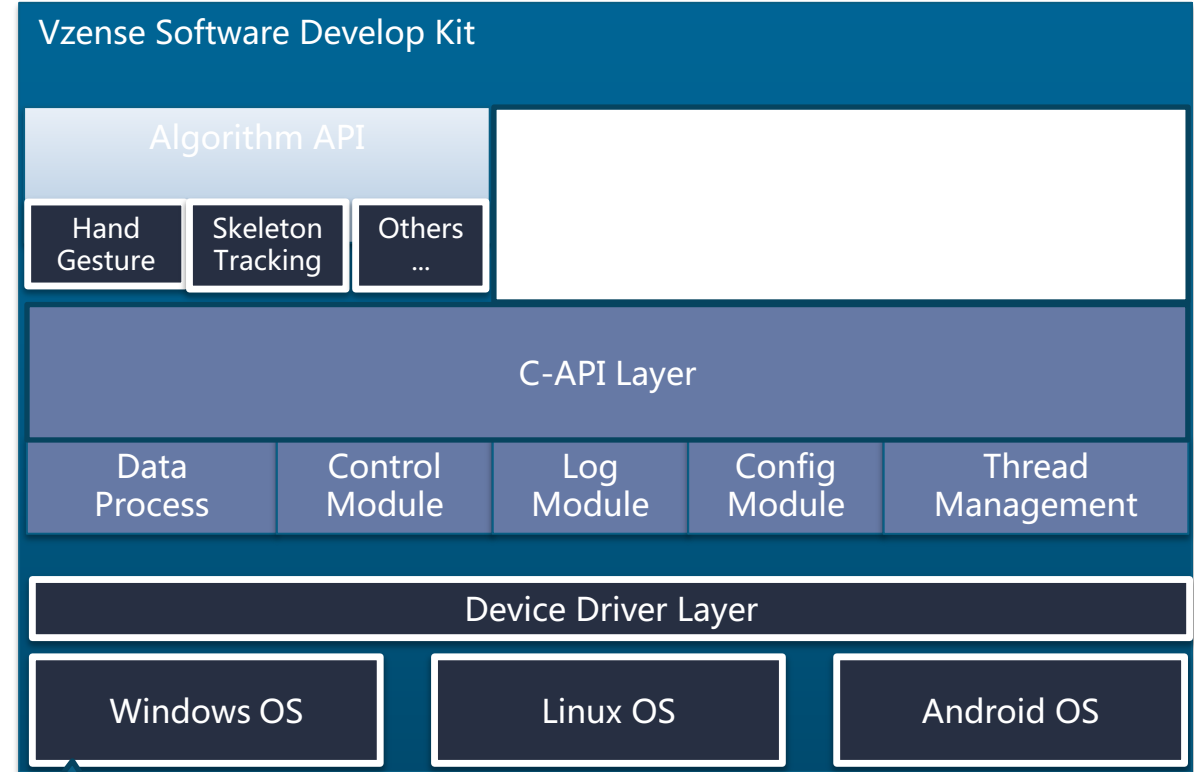 Vzense Software Develop Kit
Algorithm API
Hand
Gesture
Skeleton
Tracking
Others
...
C-API Layer
Data
Process
Control
Module
Log
Module
Config
Module
Thread
Management
Device Driver Layer
Windows OS
Linux OS
Android OS